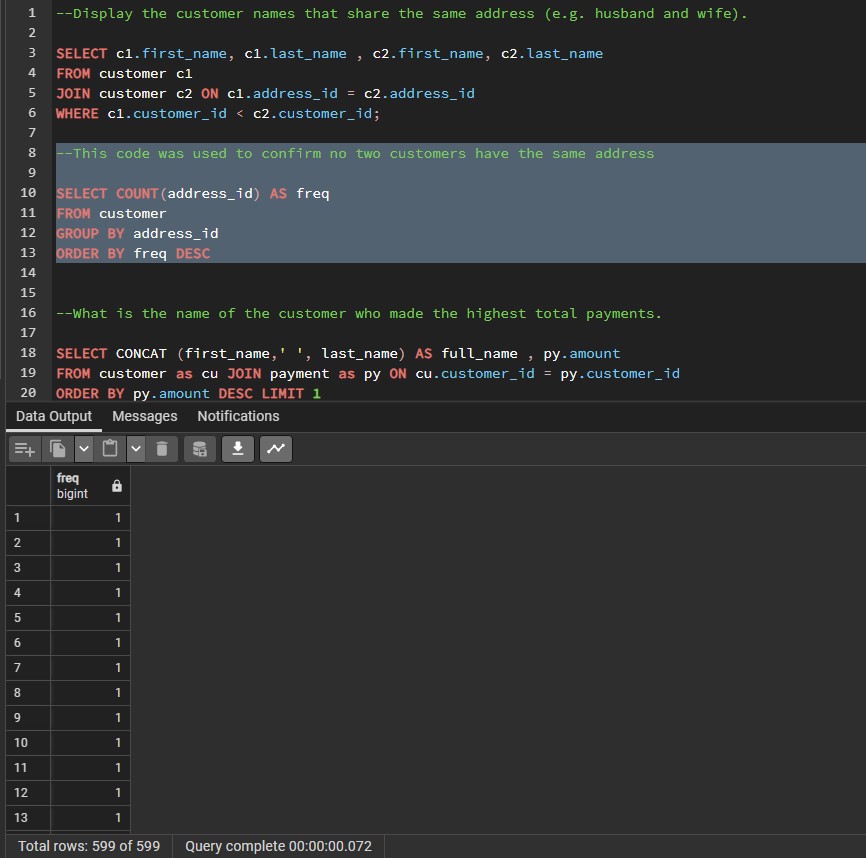 1 --Display the customer names that share the same address (e.g. husband and wife).
2
3 SELECT c1.first_name, c1.last_name , c2.first_name, c2.last_name
4 FROM customer c1
5 JOIN customer c2 ON c1.address_id = c2.address_id
6 WHERE c1.customer_id < c2.customer_id;
7
8 --This code was used to confirm no two customers have the same address
9
10 SELECT COUNT(address_id) AS freq
11 FROM customer
12 GROUP BY address_id
13 ORDER BY freq DESC
14
15
16 --What is the name of the customer who made the highest total payments.
17
18 SELECT CONCAT (first_name,' ', last_name) AS full_name , py.amount
19 FROM customer as cu JOIN payment as py ON cu.customer_id = py.customer_id
20 ORDER BY py.amount DESC LIMIT 1
Data Output Messages Notifications
freq
bigint
1 1
2 1
3 1
4 1
5 1
6 1
7 1
8 1
9 1
10 1
11 1
12 1
13 1
Total rows: 599 of 599 Query complete 00:00:00.072